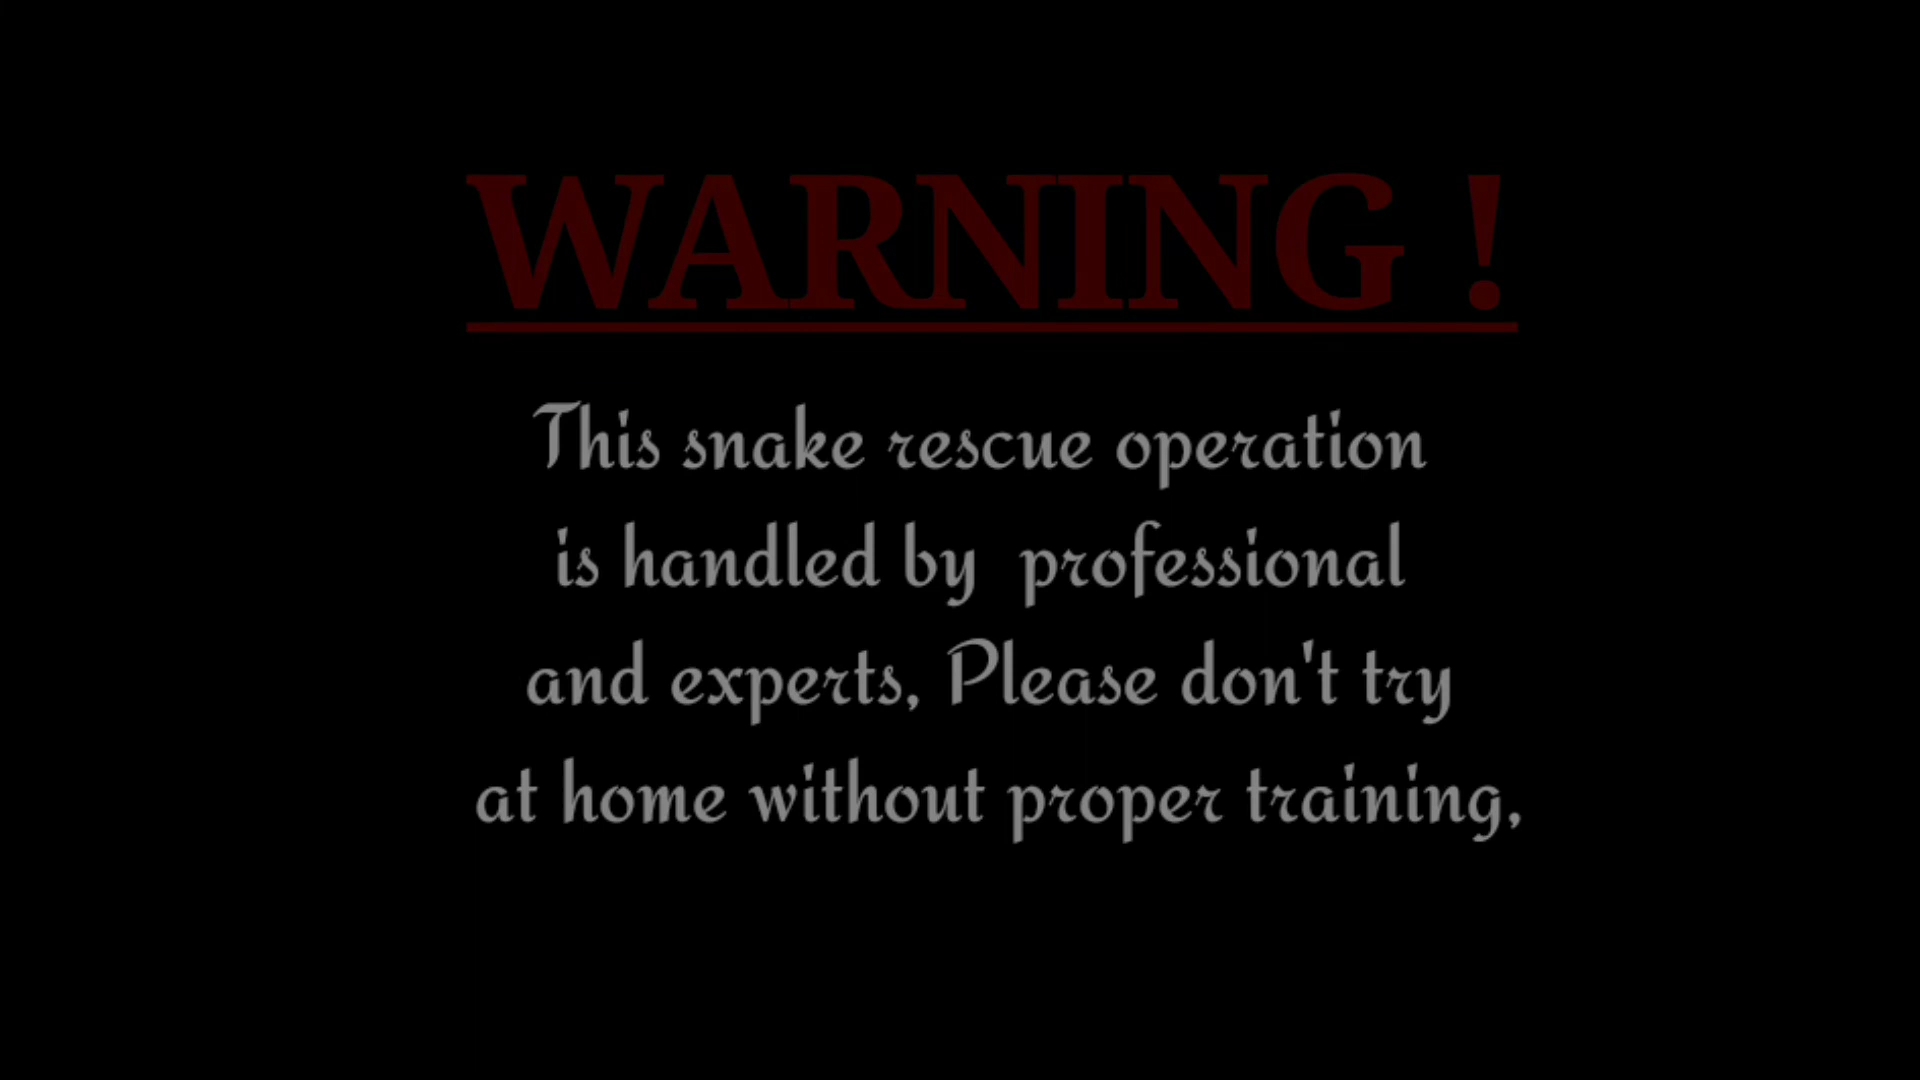 WARNING !
This snake rescue operation
is handled by  professional
and experts, Please don't try
at home without proper training,